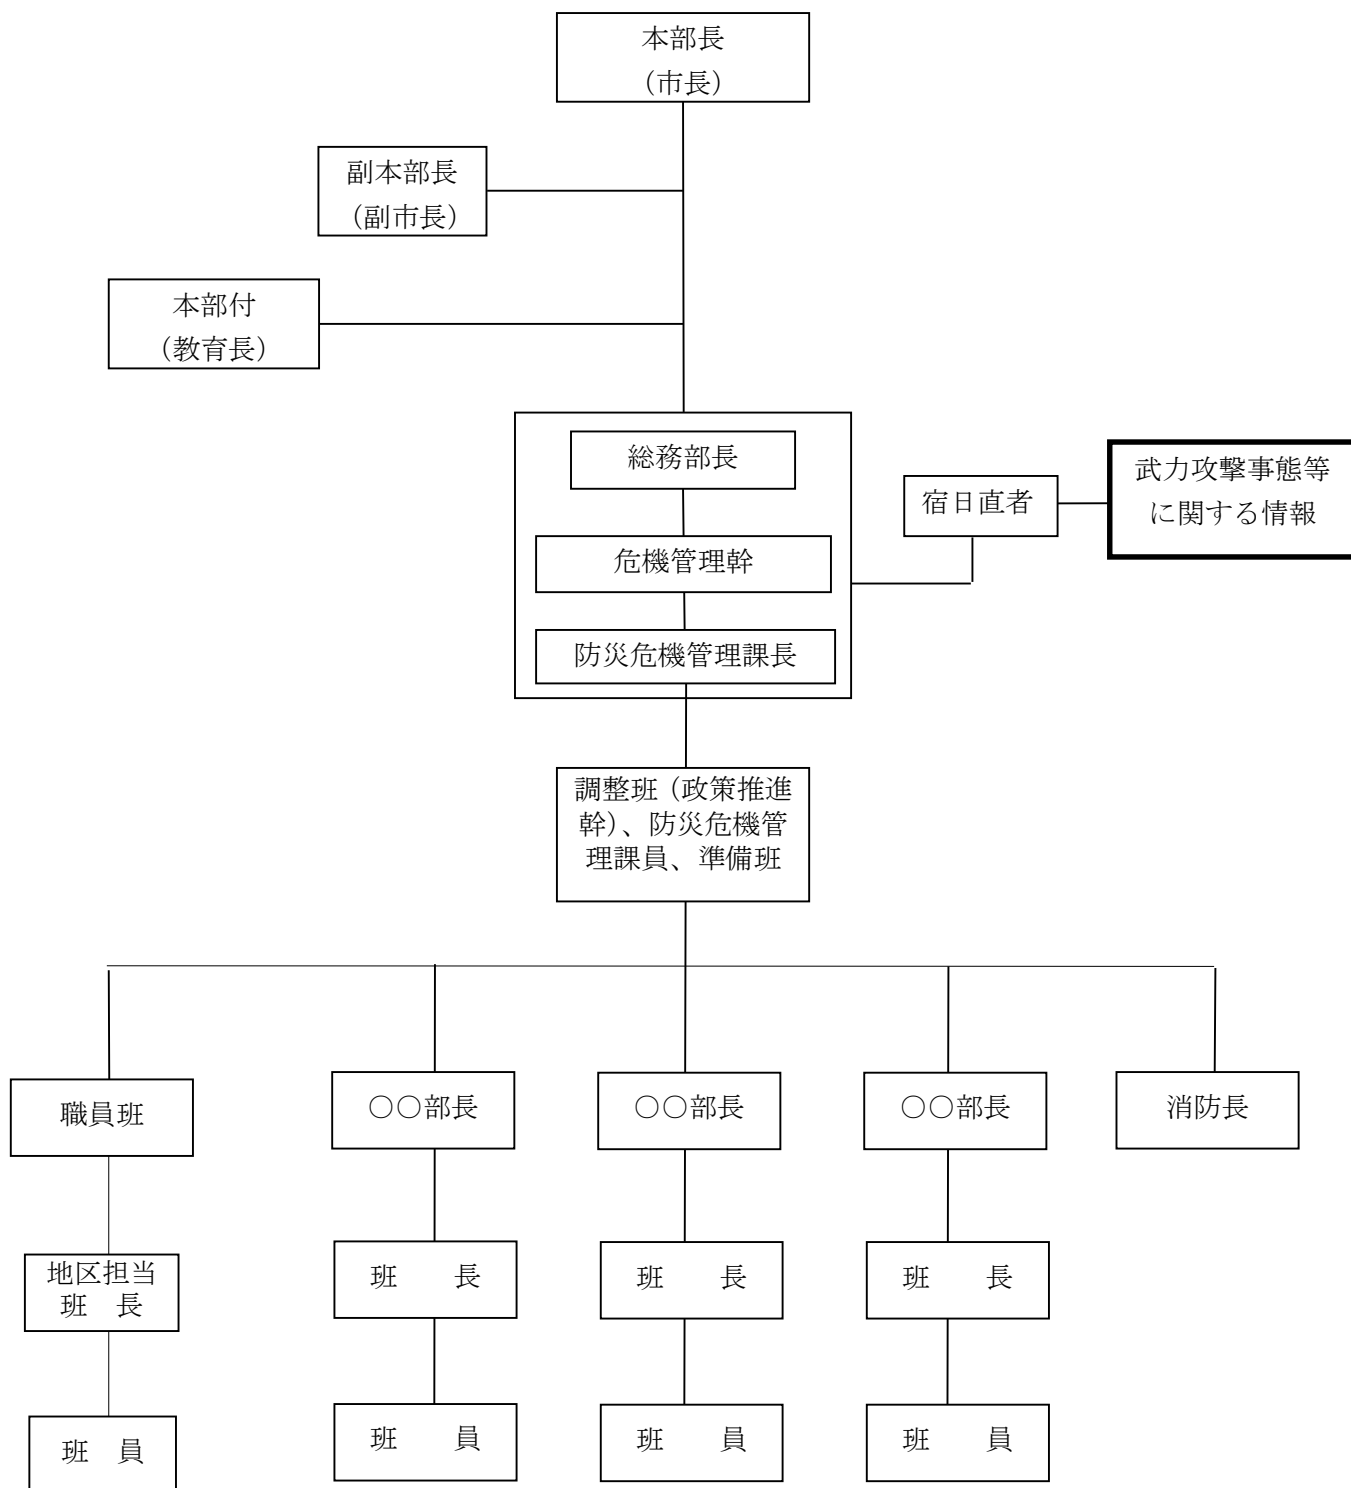 本部長
（市長）
副本部長
（副市長）
本部付
（教育長）
総務部長
危機管理幹
防災危機管理課長
宿日直者
武力攻撃事態等
に関する情報
調整班（政策推進
幹）、防災危機管
理課員、準備班
職員班
○○部長
○○部長
○○部長
消防長
地区担当
班　長
班　　長
班　　長
班　　長
班　員
班　　員
班　　員
班　　員